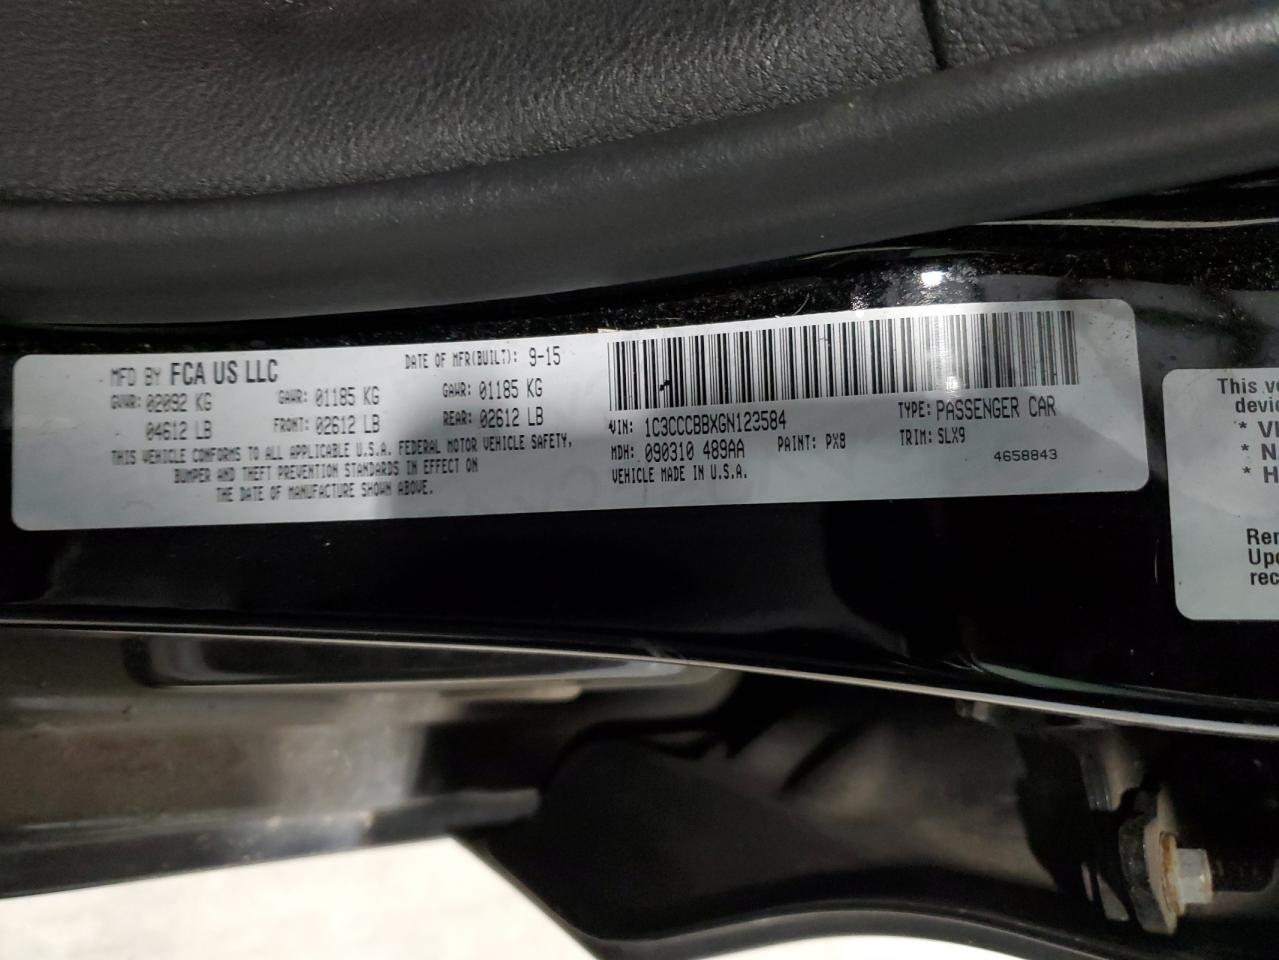 MFD BY FCA US LLC
DATE OF MFR(BUILT): 9-15
GVWR: 02092 KG
GAWR: 01185 KG
GAWR: 01185 KG
04612 LB
FRONT: 02612 LB
REAR: 02612 LB
THIS VEHICLE CONFORMS TO ALL APPLICABLE U.S.A. FEDERAL MOTOR VEHICLE SAFETY,
BUMPER AND THEFT PREVENTION STANDARDS IN EFFECT ON
THE DATE OF MANUFACTURE SHOWN ABOVE.
VIN: 1C3CCCBBXGN123584
TYPE: PASSENGER CAR
MDH: 090310 489AA
PAINT: PX8
TRIM: SLX9
VEHICLE MADE IN U.S.A.
4658843
This
devi
*
* N
* H
Upd
rec